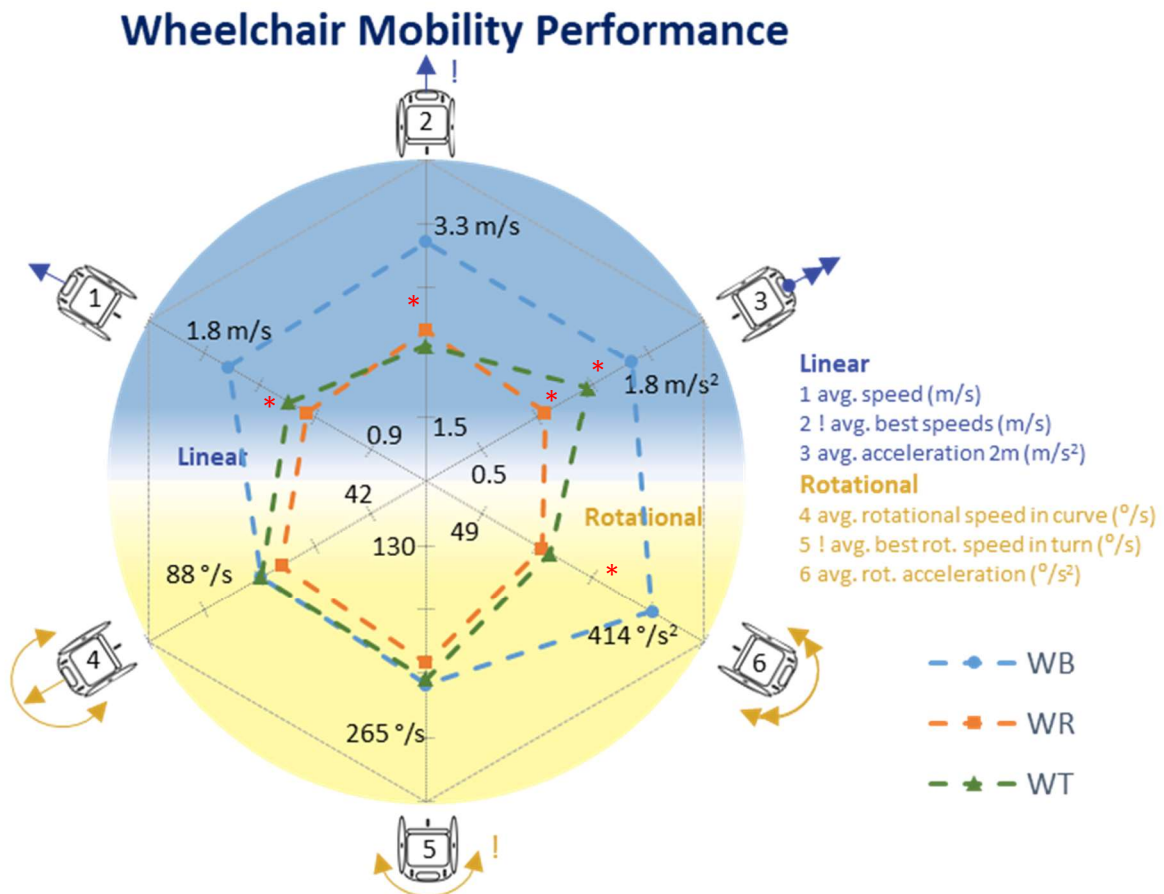 Wheelchair Mobility Performance
!
2
3.3 m/s
*
1
3
1.8 m/s
*
1.8 m/s²
*
*
0.9
1.5
Linear
0.5
42
49
Rotational
130
88 °/s
*
414 °/s²
4
6
265 °/s
5
!
Linear
1 avg. speed (m/s)
2 ! avg. best speeds (m/s)
3 avg. acceleration 2m (m/s²)
Rotational
4 avg. rotational speed in curve (°/s)
5 ! avg. best rot. speed in turn (°/s)
6 avg. rot. acceleration (°/s²)
WB
WR
WT